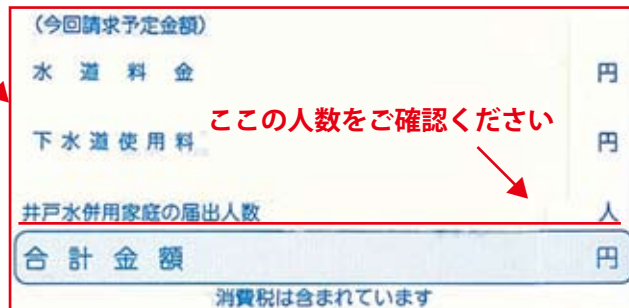 （今回請求予定金額）
水道料金 円
ここの人数をご確認ください
下水道使用料 円
井戸水併用家庭の届出人数 人
合計金額 円
消費税は含まれています